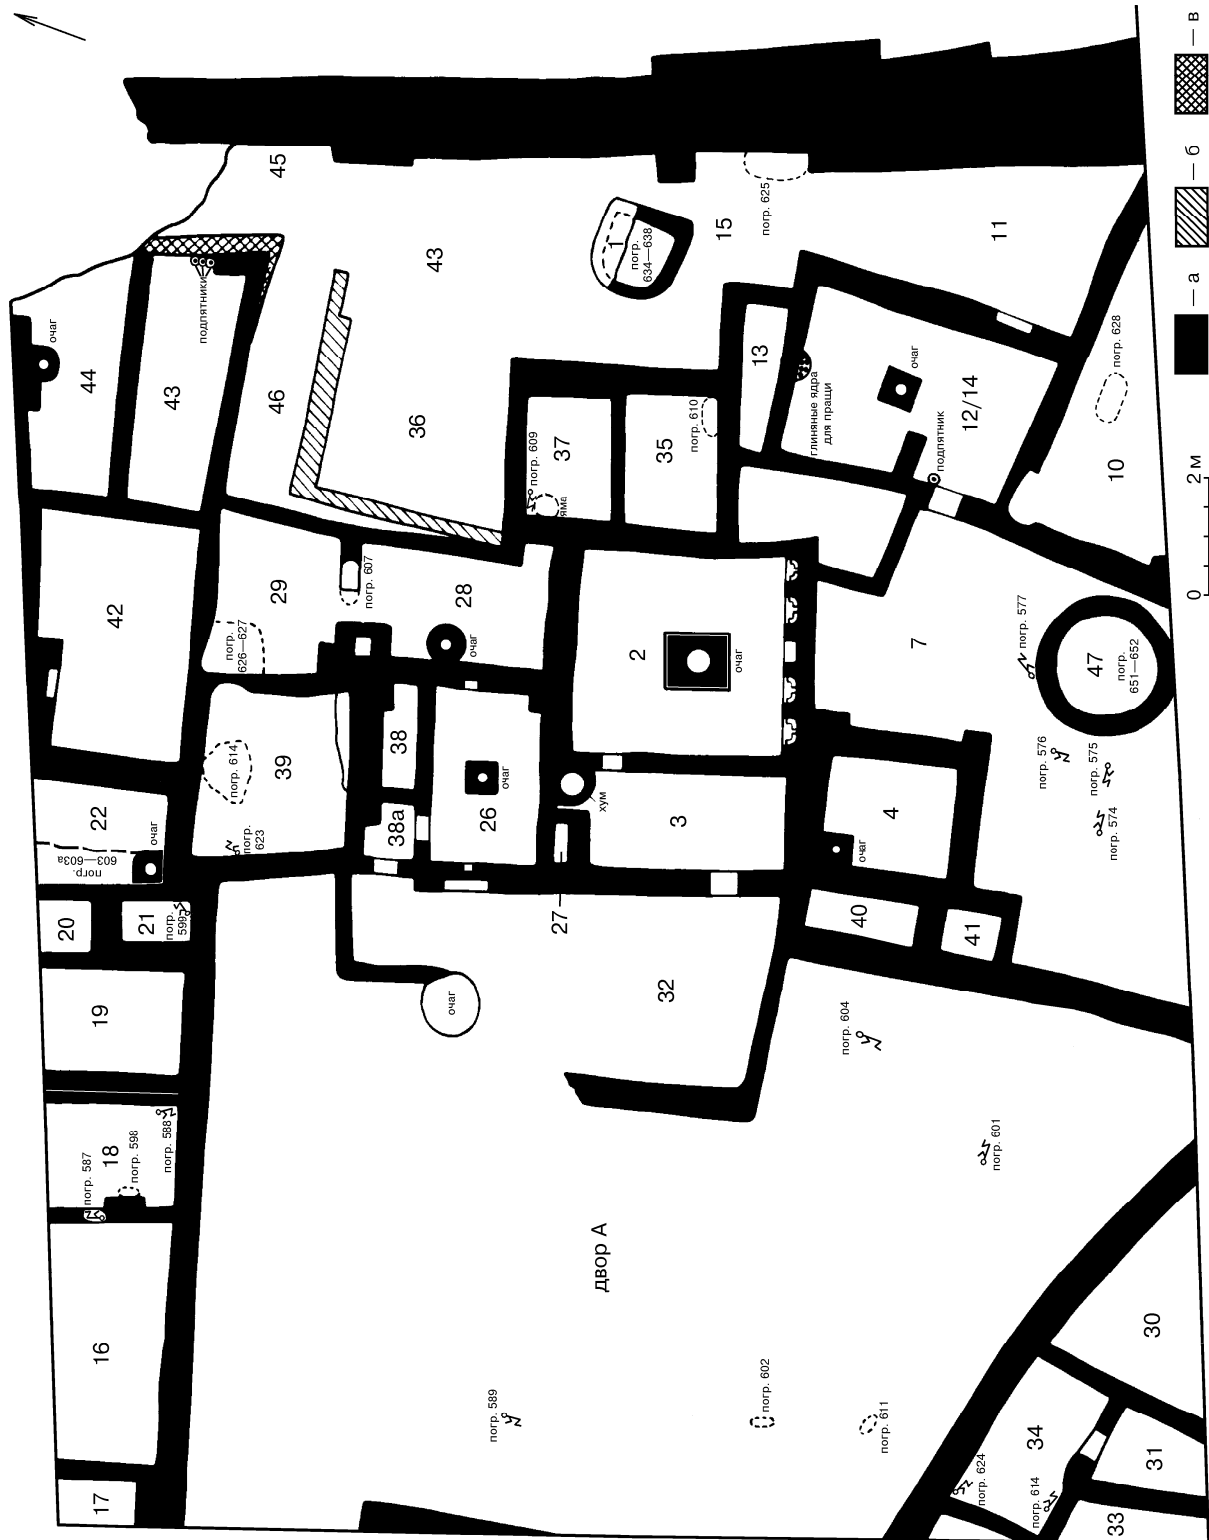 45
43
1
погр.
634—638
15
погр. 625
11
очаг
44
43
подпятники
46
36
37
погр. 609
яма
35
погр. 610
13
глиняные ядра
для пращи
очаг
12/14
подпятник
погр. 628
10
42
29
погр.
626—627
погр. 607
28
очаг
2
очаг
7
погр. 577
47
погр.
651—652
погр. 576
погр. 575
погр. 574
22
погр.
603—603а
очаг
39
погр. 614
погр.
623
38
38а
26
очаг
хум
3
27
4
очаг
40
41
20
21
погр.
599
19
очаг
32
погр. 604
погр. 601
18
погр. 587
погр. 598
погр. 588
16
17
двор А
погр. 589
погр. 602
погр. 611
30
34
погр. 624
погр. 614
31
33
0
2 м
— а
— б
— в